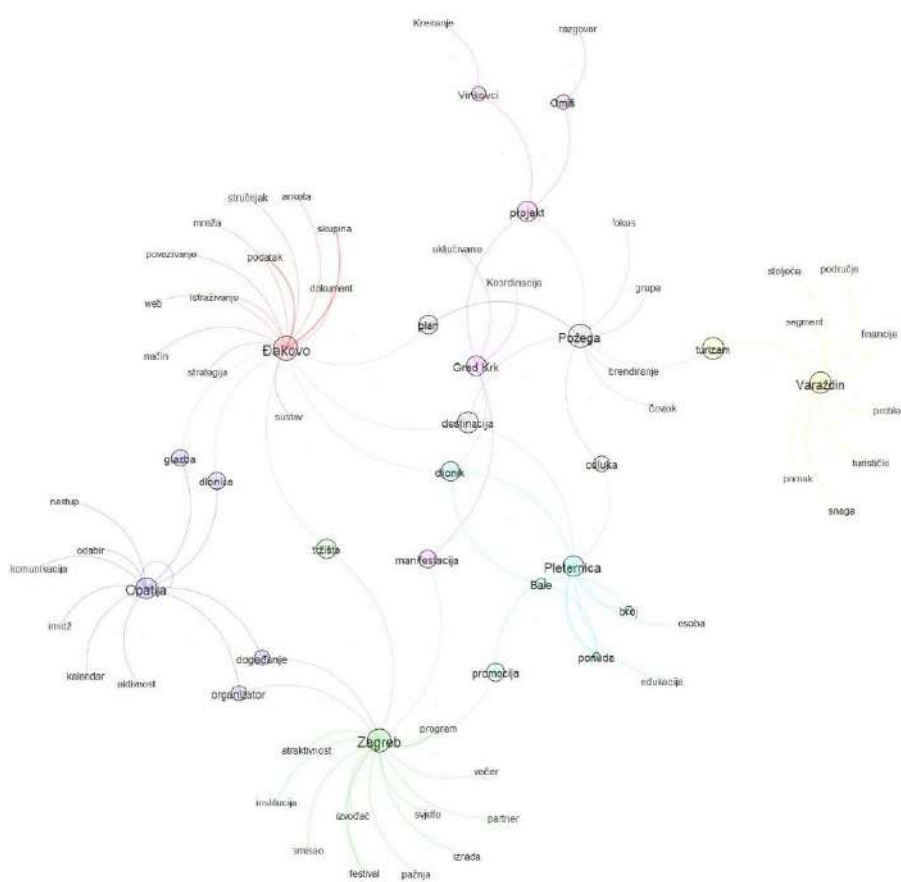 Kreiranje
razgovor
Vinkovci
Omiš
stručnjak
anketa
mreža
skupina
projekt
fokus
povezivanje
podatak
uključivanje
stoljeće
područje
web
istraživanje
dokument
Koordinacija
grupa
segment
plan
Požega
financije
način
Đakovo
turizam
strategija
Grad Krk
brendiranje
Varaždin
sustav
destinacija
čovjek
glazba
dionica
dionik
turistički
pomak
snaga
nastup
odabir
tržište
manifestacija
komunikacija
Opatija
Pleternica
Bale
broj
osoba
imidž
kalendar
aktivnost
događanje
organizator
promocija
ponuda
edukacija
program
Zagreb
atraktivnost
večer
institucija
izvođač
svjetlo
partner
smisao
izrada
festival
pažnja